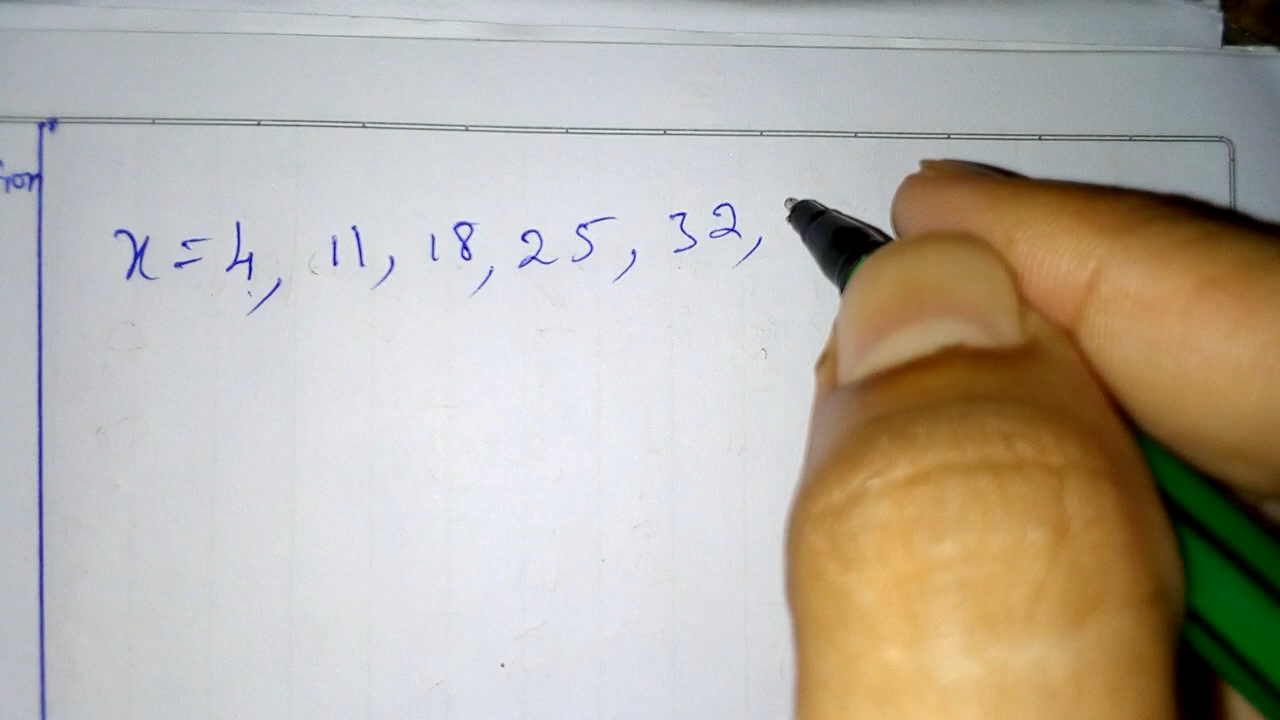 x = 4, 11, 18, 25, 32,